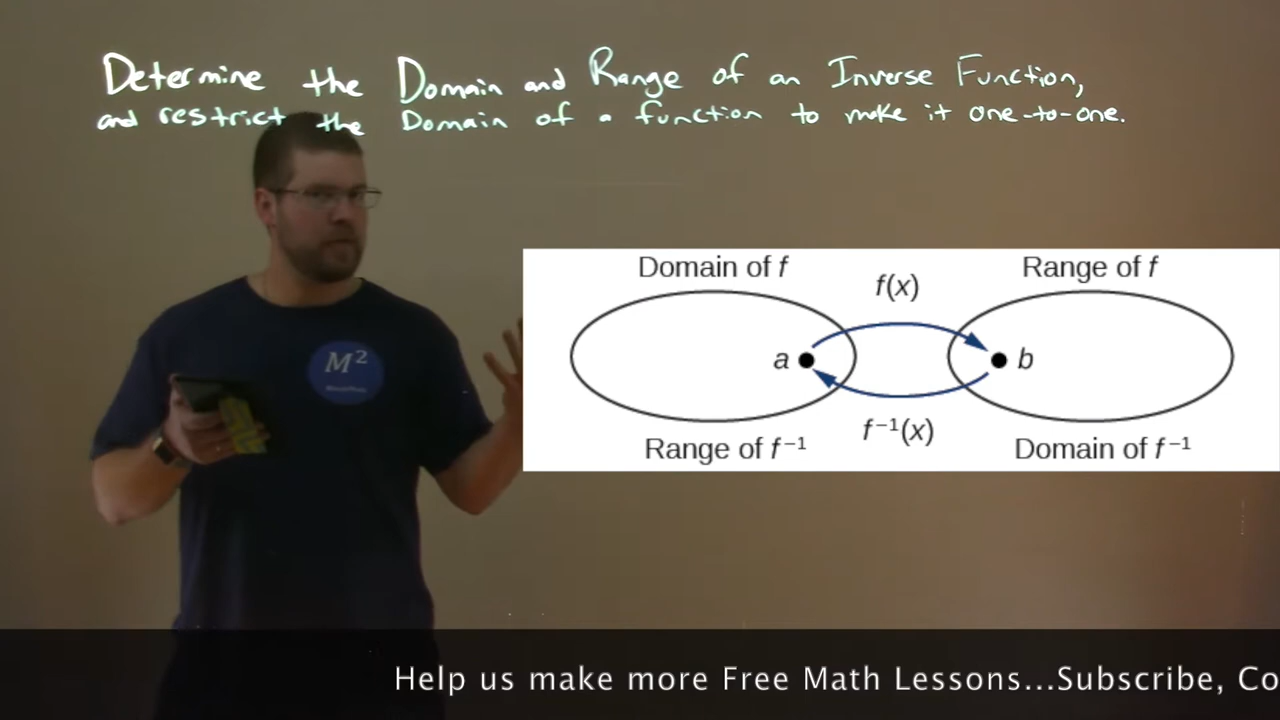 Determine the Domain and Range of an Inverse Function,
and restrict the Domain of a function to make it one-to-one.
Domain of f
f(x)
Range of f
a
b
f⁻¹(x)
Range of f⁻¹
Domain of f⁻¹
M²
Help us make more Free Math Lessons...Subscribe, Co